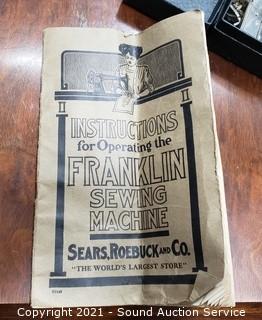 INSTRUCTIONS
for Operating the
FRANKLIN
SEWING
MACHINE
SEARS, ROEBUCK AND CO.
"THE WORLD'S LARGEST STORE"
Copyright 2021 - Sound Auction Service